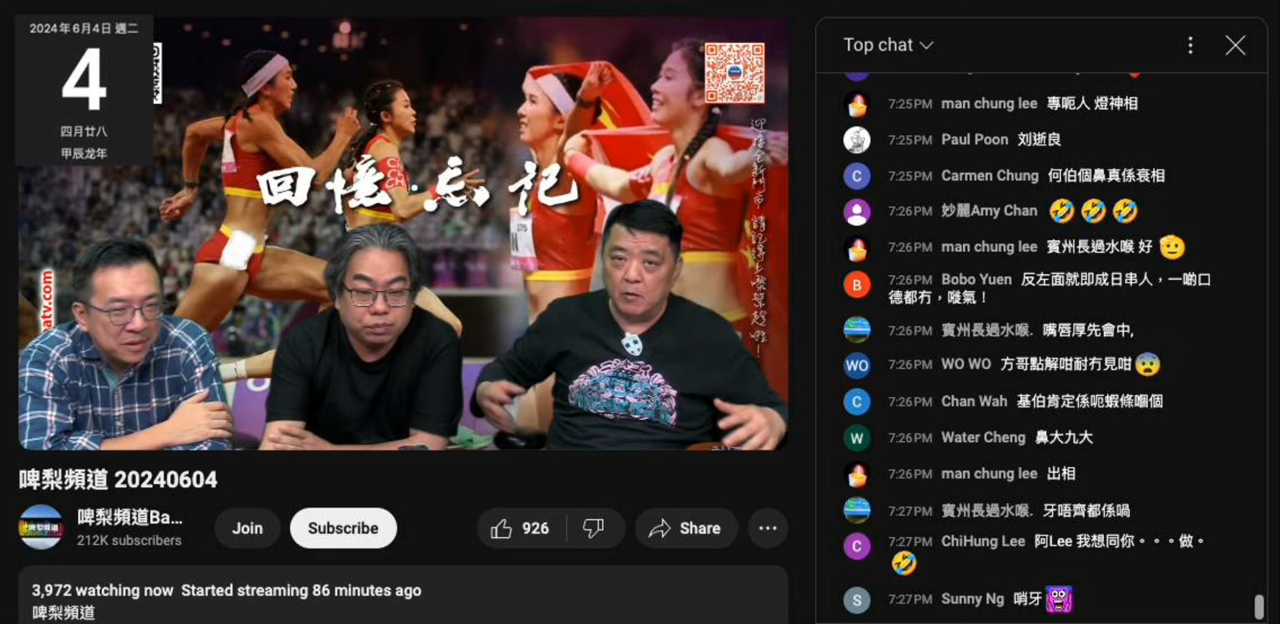 2024年6月4日 週二
4
四月廿八
甲辰龙年
回憶·忘記
atv.com
啤梨頻道 20240604
啤梨頻道Ba...
212K subscribers
Join
Subscribe
926
Share
3,972 watching now Started streaming 86 minutes ago
啤梨頻道
Top chat
7:25PM man chung lee 專呃人 燈神相
7:25PM Paul Poon 刘逝良
7:25PM Carmen Chung 何伯個鼻真係衰相
7:26PM 妙麗Amy Chan 🤣🤣🤣
7:26PM man chung lee 賓州長過水喉 好 🫡
7:26PM Bobo Yuen 反左面就即成日串人，一啲口
德都冇，嘥氣！
7:26PM 賓州長過水喉. 嘴唇厚先會中,
7:26PM WO WO 方哥點解咁耐冇見咁😨
7:26PM Chan Wah 基伯肯定係呃蝦條嗰個
7:26PM Water Cheng 鼻大九大
7:26PM man chung lee 出相
7:27PM 賓州長過水喉. 牙唔齊都係喎
7:27PM ChiHung Lee 阿Lee 我想同你。。。做。
🤣
7:27PM Sunny Ng 哨牙